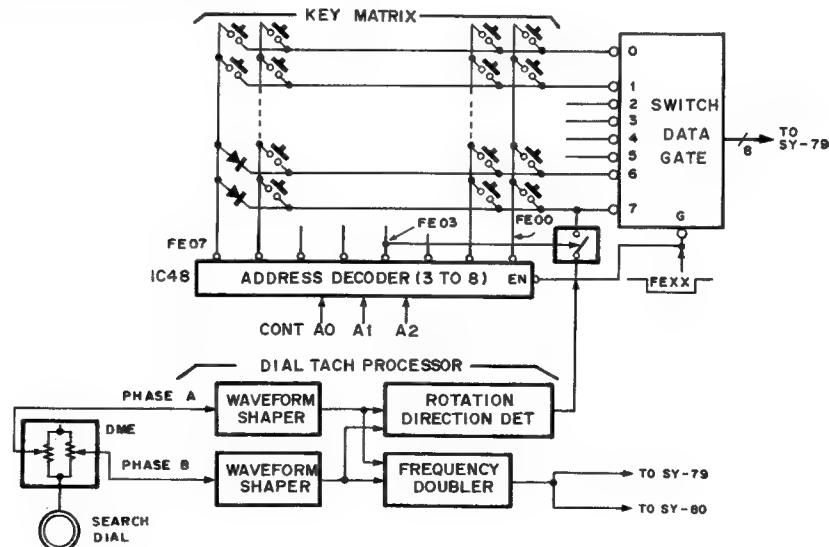 KEY MATRIX
0
1
2
3
4
5
6
7
SWITCH
DATA
GATE
G
8
TO
SY-79
FE07
FE03
FE00
IC48
ADDRESS DECODER (3 TO 8)
EN
FEXX
CONT A0 A1 A2
DIAL TACH PROCESSOR
PHASE A
WAVEFORM
SHAPER
ROTATION
DIRECTION DET
DME
PHASE B
WAVEFORM
SHAPER
FREQUENCY
DOUBLER
TO SY-79
TO SY-80
SEARCH
DIAL